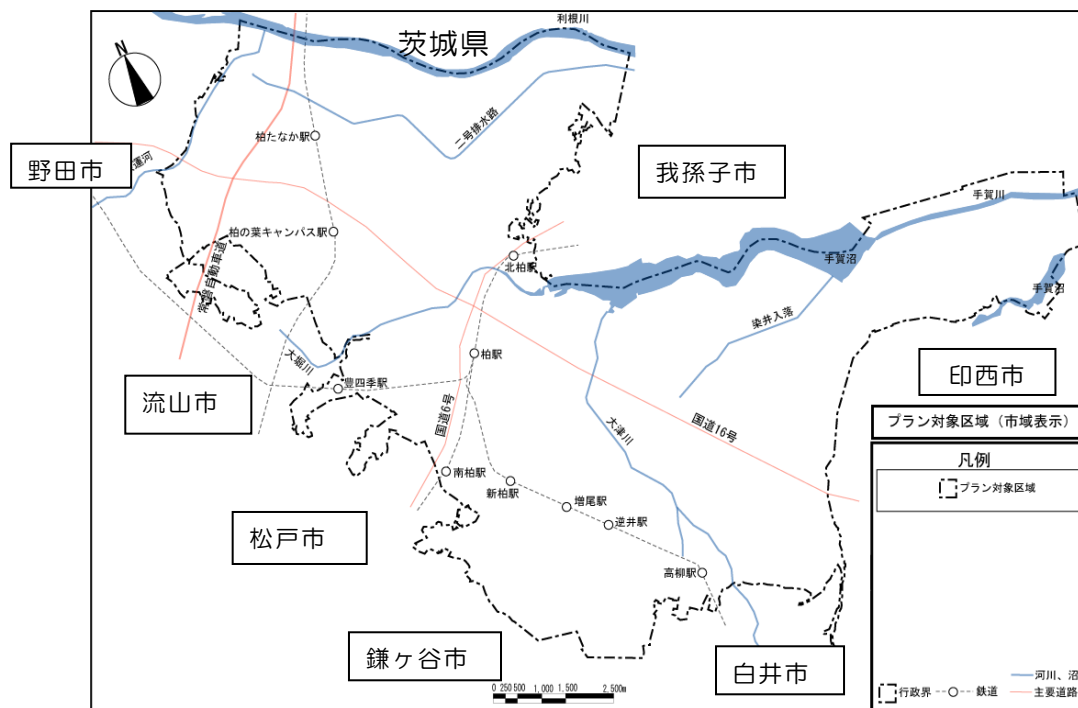 利根川
茨城県
N
二号排水路
柏たなか駅
野田市
運河
我孫子市
手賀川
柏の葉キャンパス駅
常磐自動車道
北柏駅
手賀沼
手賀沼
染井入落
大堀川
柏駅
豊四季駅
印西市
流山市
国道6号
国道16号
大津川
プラン対象区域（市域表示）
凡例
プラン対象区域
南柏駅
新柏駅
増尾駅
逆井駅
松戸市
高柳駅
鎌ヶ谷市
白井市
河川、沼
行政界
鉄道
主要道路
0 250 500 1,000 1,500 2,500m